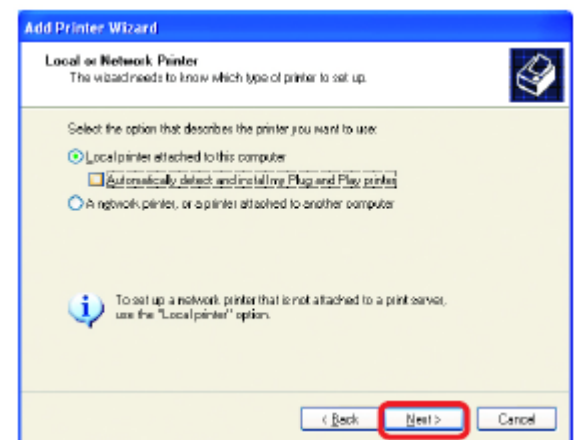 Add Printer Wizard
Local or Network Printer
The wizard needs to know which type of printer to set up.
Select the option that describes the printer you want to use:
Local printer attached to this computer
Automatically detect and install my Plug and Play printer
A network printer, or a printer attached to another computer
To set up a network printer that is not attached to a print server,
use the "Local printer" option.
< Back Next > Cancel